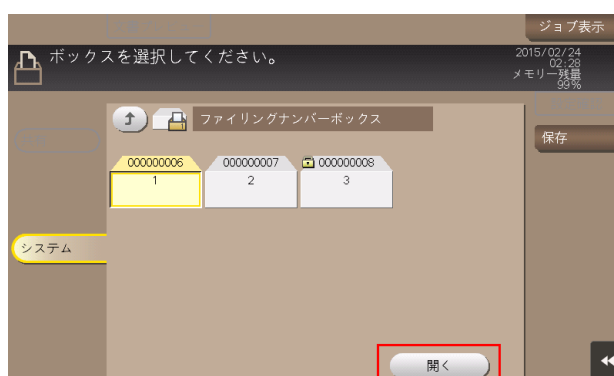 ジョブ表示
ボックスを選択してください。
2015/02/24
02:28
メモリー残量
99%
ファイリングナンバーボックス
保存
000000006
000000007
000000008
1
2
3
システム
開く